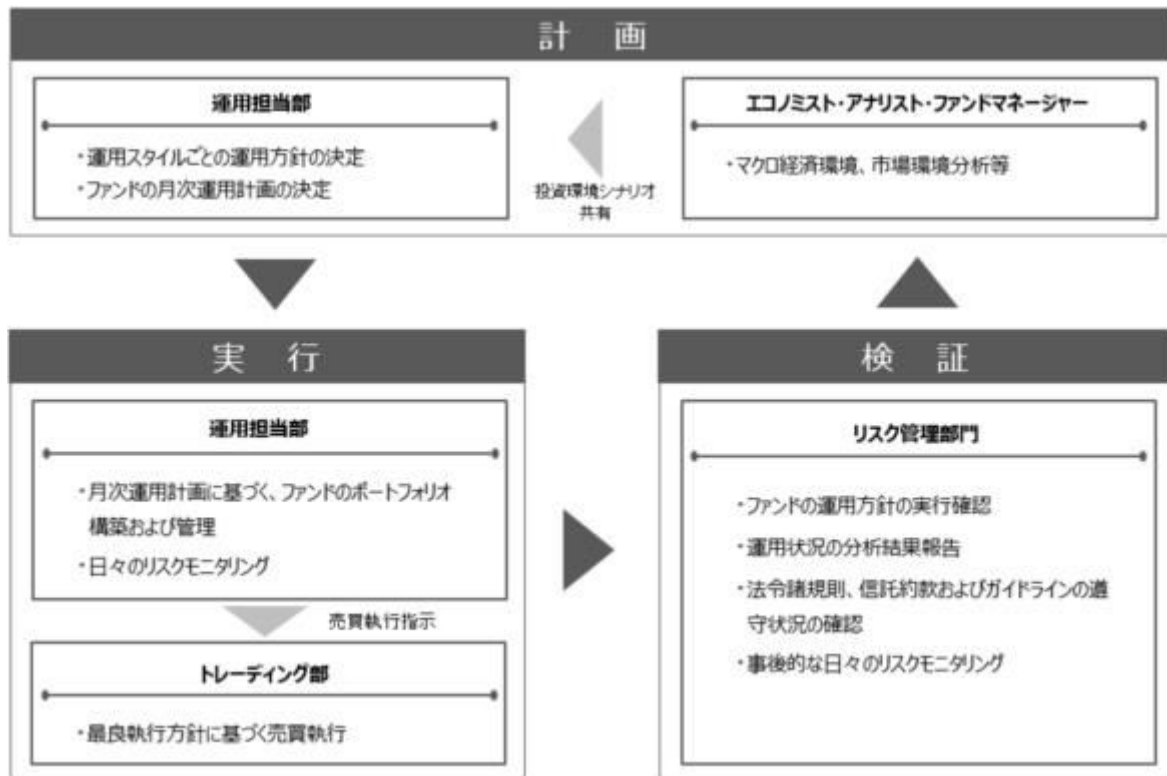 計 画
運用担当部
・運用スタイルごとの運用方針の決定
・ファンドの月次運用計画の決定
投資環境シナリオ
共有
エコノミスト・アナリスト・ファンドマネージャー
・マクロ経済環境、市場環境分析等
実 行
運用担当部
・月次運用計画に基づく、ファンドのポートフォリオ
構築および管理
・日々のリスクモニタリング
売買執行指示
トレーディング部
・最良執行方針に基づく売買執行
検 証
リスク管理部門
・ファンドの運用方針の実行確認
・運用状況の分析結果報告
・法令諸規則、信託約款およびガイドラインの遵
守状況の確認
・事後的な日々のリスクモニタリング